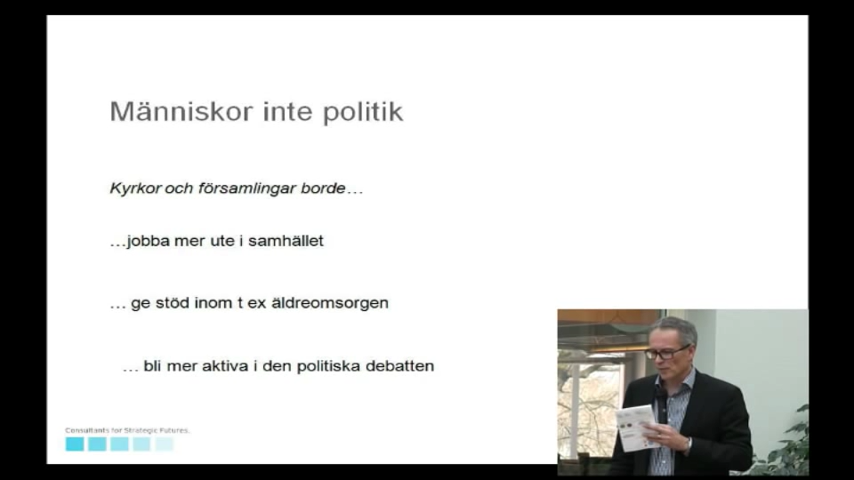 Människor inte politik
Kyrkor och församlingar borde…
…jobba mer ute i samhället
… ge stöd inom t ex äldreomsorgen
… bli mer aktiva i den politiska debatten
Consultants for Strategic Futures.